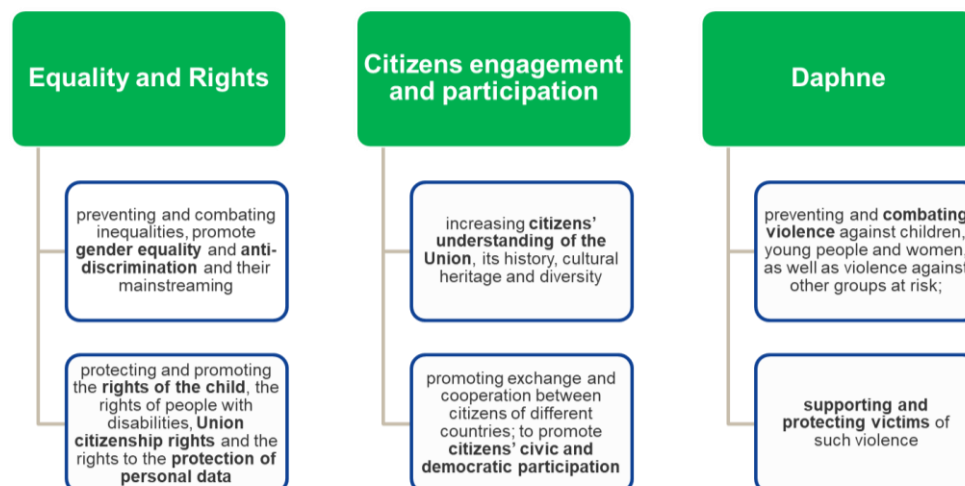 Equality and Rights
preventing and combating
inequalities, promote
gender equality and anti-
discrimination and their
mainstreaming
protecting and promoting
the rights of the child, the
rights of people with
disabilities, Union
citizenship rights and the
rights to the protection of
personal data
Citizens engagement
and participation
increasing citizens'
understanding of the
Union, its history, cultural
heritage and diversity
promoting exchange and
cooperation between
citizens of different
countries; to promote
citizens' civic and
democratic participation
Daphne
preventing and combating
violence against children,
young people and women,
as well as violence against
other groups at risk;
supporting and
protecting victims of
such violence